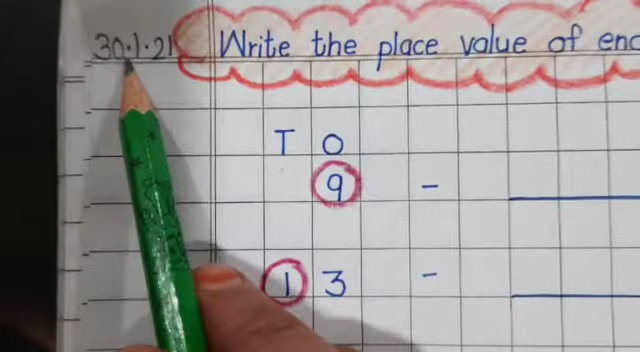 30.1.21 Write the place value of
T O
9 -
1 3 -